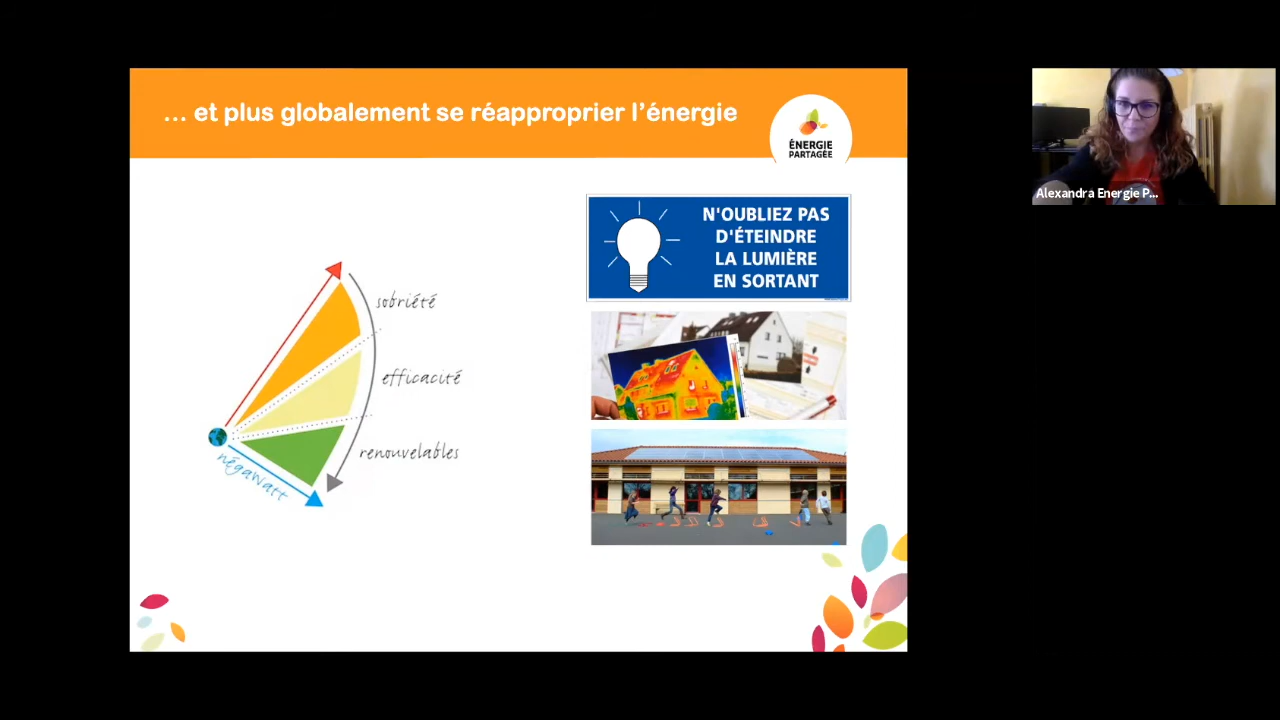 ... et plus globalement se réapproprier l'énergie
ÉNERGIE
PARTAGÉE
sobriété
efficacité
renouvelables
négawatt
N'OUBLIEZ PAS
D'ÉTEINDRE
LA LUMIÈRE
EN SORTANT
Alexandra Energie P...